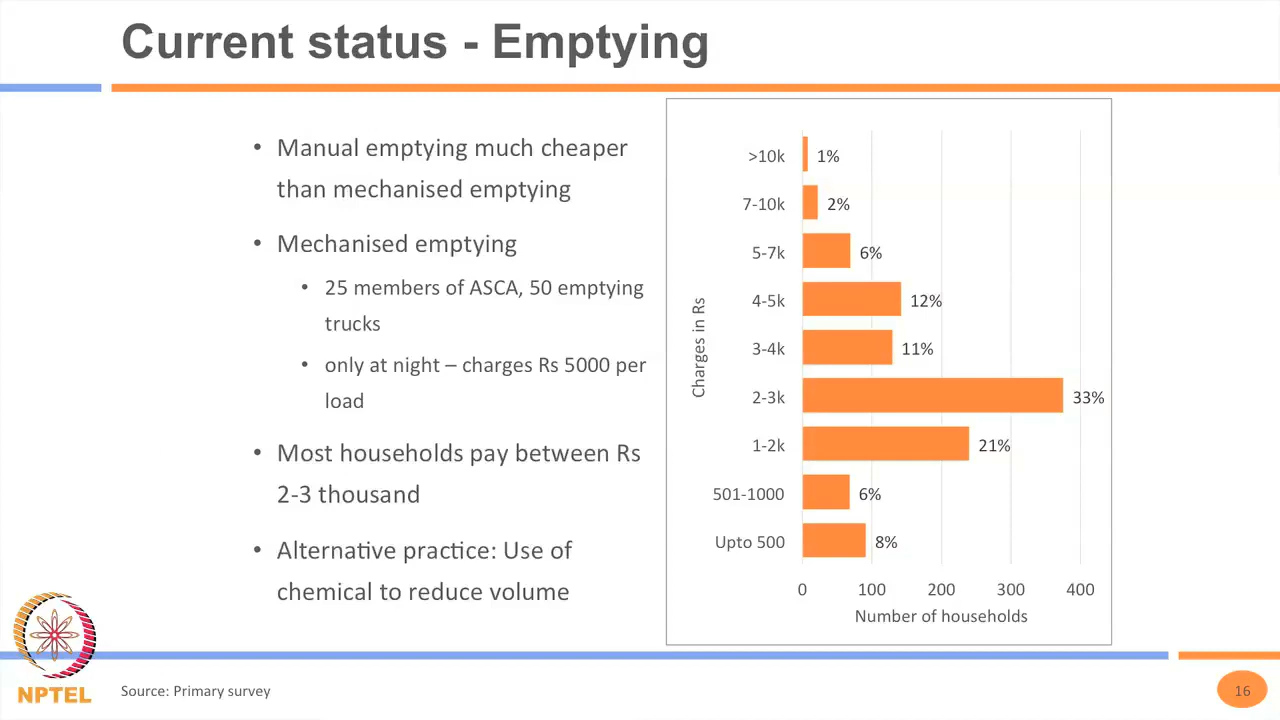 Current status - Emptying
• Manual emptying much cheaper
than mechanised emptying
• Mechanised emptying
• 25 members of ASCA, 50 emptying
trucks
• only at night – charges Rs 5000 per
load
• Most households pay between Rs
2-3 thousand
• Alternative practice: Use of
chemical to reduce volume
Charges in Rs
>10k 1%
7-10k 2%
5-7k 6%
4-5k 12%
3-4k 11%
2-3k 33%
1-2k 21%
501-1000 6%
Upto 500 8%
0 100 200 300 400
Number of households
NPTEL
Source: Primary survey
16